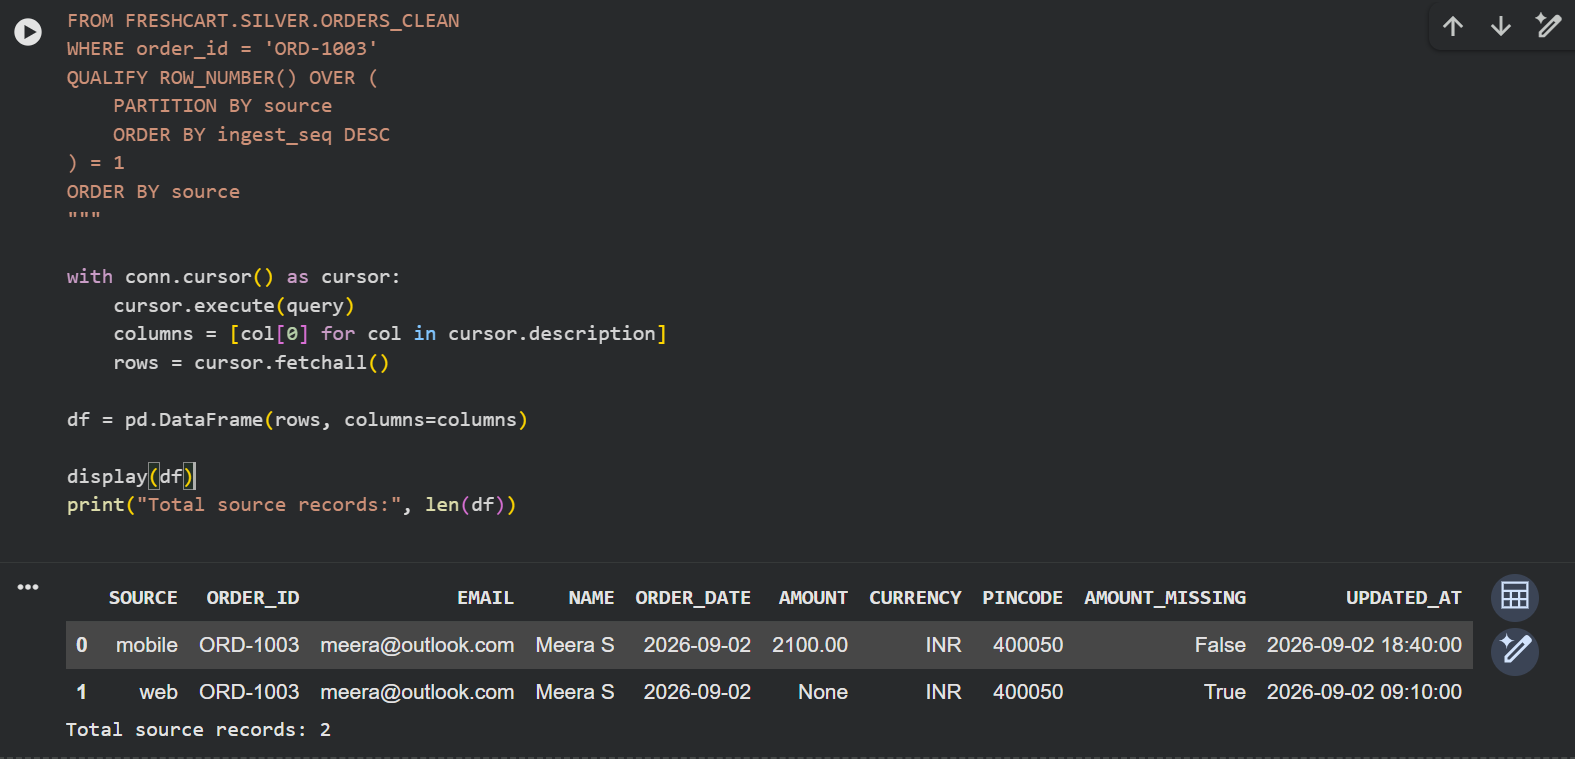 FROM FRESHCART.SILVER.ORDERS_CLEAN
WHERE order_id = 'ORD-1003'
QUALIFY ROW_NUMBER() OVER (
    PARTITION BY source
    ORDER BY ingest_seq DESC
) = 1
ORDER BY source
"""

with conn.cursor() as cursor:
    cursor.execute(query)
    columns = [col[0] for col in cursor.description]
    rows = cursor.fetchall()

df = pd.DataFrame(rows, columns=columns)

display(df)
print("Total source records:", len(df))

SOURCE ORDER_ID EMAIL NAME ORDER_DATE AMOUNT CURRENCY PINCODE AMOUNT_MISSING UPDATED_AT
0 mobile ORD-1003 meera@outlook.com Meera S 2026-09-02 2100.00 INR 400050 False 2026-09-02 18:40:00
1 web ORD-1003 meera@outlook.com Meera S 2026-09-02 None INR 400050 True 2026-09-02 09:10:00
Total source records: 2